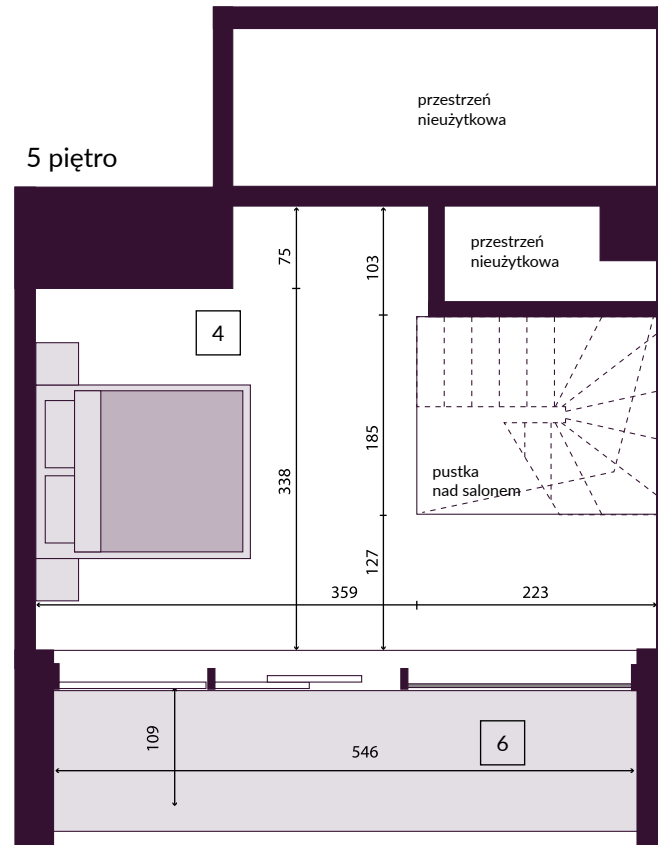 przestrzeń
nieużytkowa
5 piętro
przestrzeń
nieużytkowa
75
103
4
185
338
pustka
nad salonem
127
359
223
109
546
6